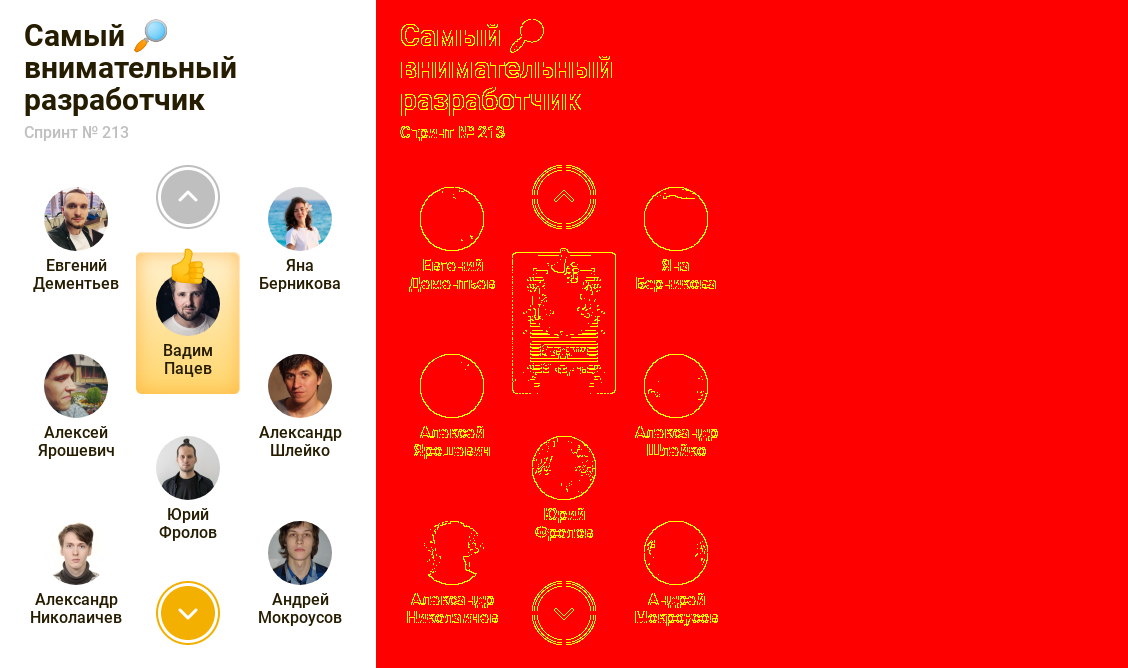 Самый
внимательный
разработчик
Спринт № 213
Евгений
Дементьев
Яна
Берникова
Вадим
Пацев
Алексей
Ярошевич
Александр
Шлейко
Юрий
Фролов
Александр
Николаичев
Андрей
Мокроусов
Самый
внимательный
разработчик
Спринт № 213
Евгений
Дементьев
Яна
Берникова
Алексей
Ярошевич
Александр
Шлейко
Юрий
Фролов
Александр
Николаичев
Андрей
Мокроусов